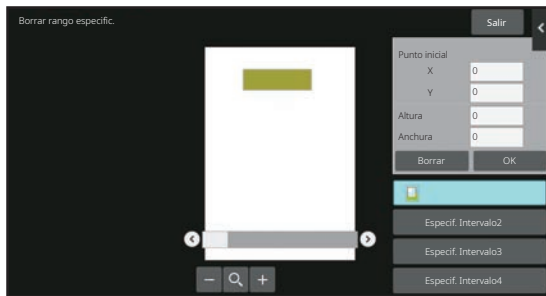 Borrar rango especific.
Salir
Punto inicial
X 0
Y 0
Altura 0
Anchura 0
Borrar OK
Especif. Intervalo2
Especif. Intervalo3
Especif. Intervalo4